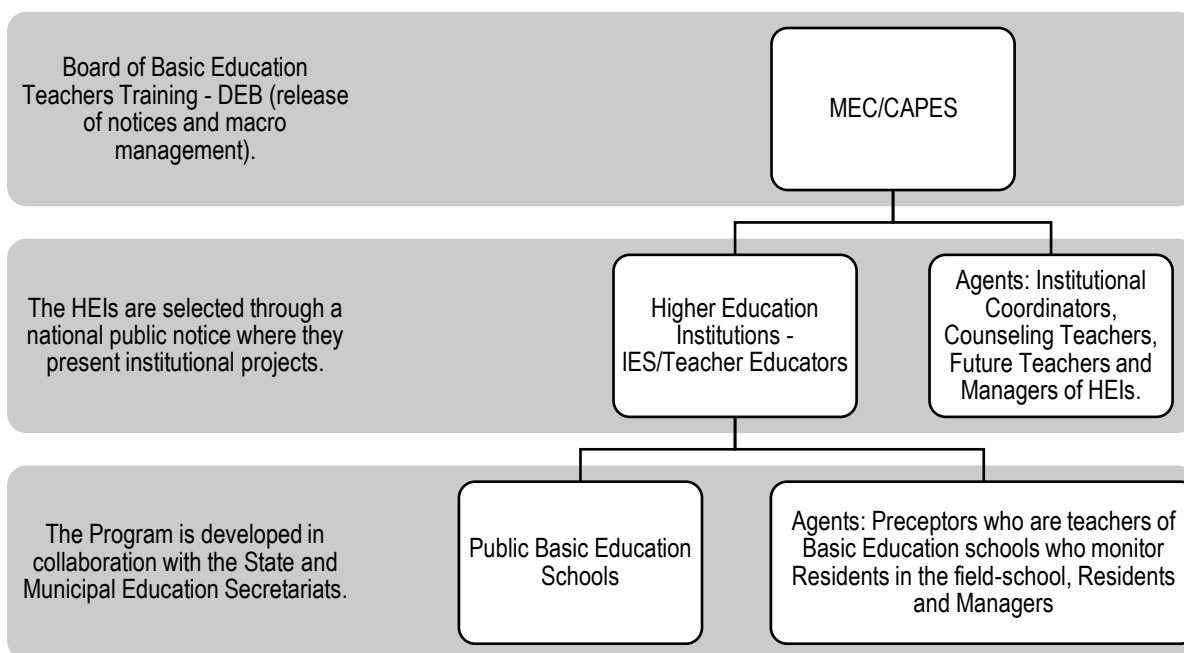 Board of Basic Education
Teachers Training - DEB (release
of notices and macro
management).
MEC/CAPES
The HEIs are selected through a
national public notice where they
present institutional projects.
Higher Education
Institutions -
IES/Teacher Educators
Agents: Institutional
Coordinators,
Counseling Teachers,
Future Teachers and
Managers of HEIs.
The Program is developed in
collaboration with the State and
Municipal Education Secretariats.
Public Basic Education
Schools
Agents: Preceptors who are teachers of
Basic Education schools who monitor
Residents in the field-school, Residents
and Managers